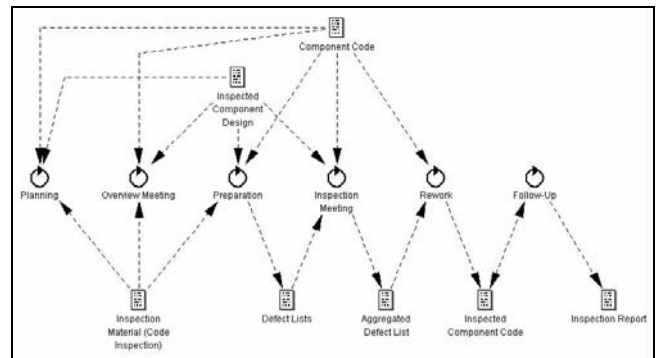 Component Code
Inspected
Component
Design
Planning
Overview Meeting
Preparation
Inspection
Meeting
Rework
Follow-Up
Inspection
Material (Code
Inspection)
Defect Lists
Aggregated
Defect List
Inspected
Component Code
Inspection Report